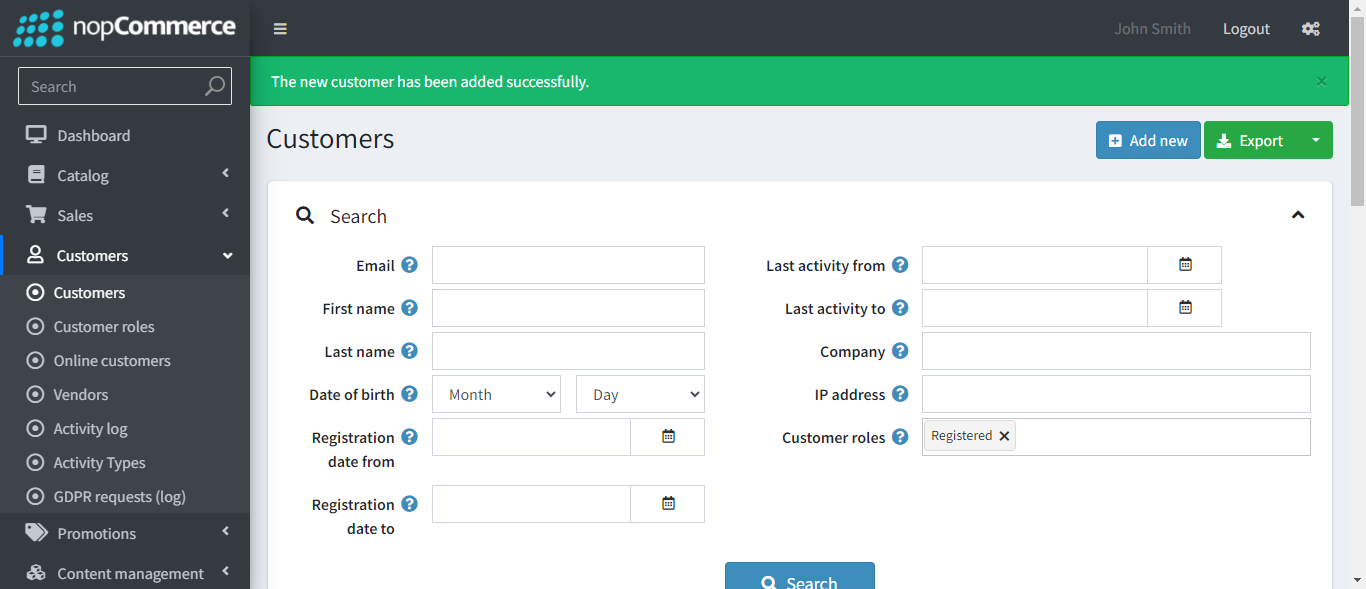 nopCommerce
John Smith
Logout
Search
The new customer has been added successfully.
Dashboard
Catalog
Sales
Customers
Customers
Customer roles
Online customers
Vendors
Activity log
Activity Types
GDPR requests (log)
Promotions
Content management
Customers
Add new
Export
Search
Email
First name
Last name
Date of birth
Month
Day
Registration
date from
Registration
date to
Last activity from
Last activity to
Company
IP address
Customer roles
Registered
Search